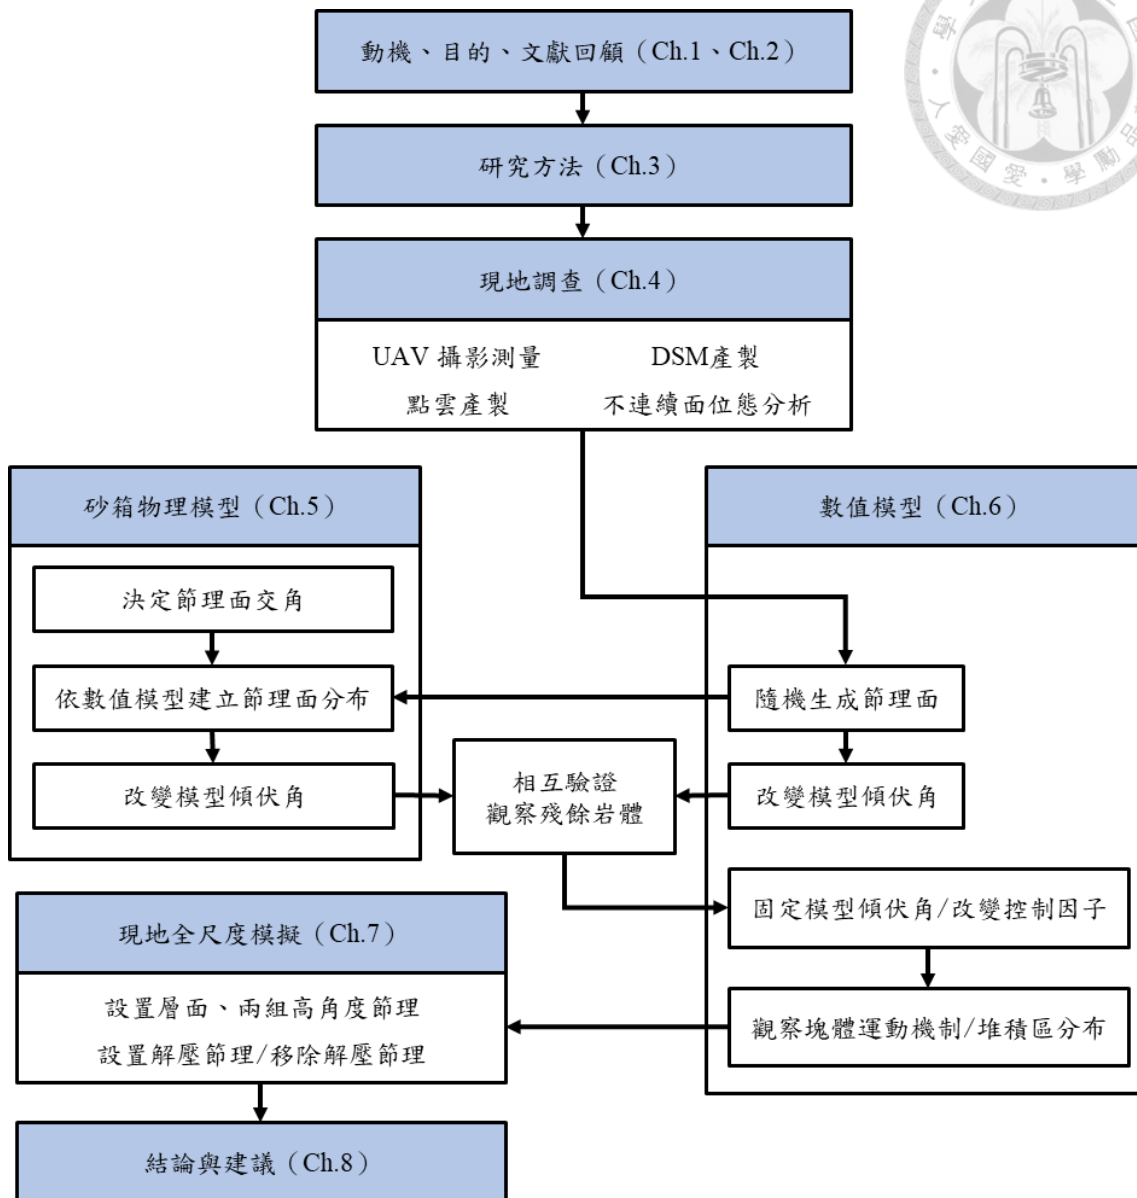 動機、目的、文獻回顧（Ch.1、Ch.2）
研究方法（Ch.3）
現地調查（Ch.4）
UAV 攝影測量
DSM產製
點雲產製
不連續面位態分析
砂箱物理模型（Ch.5）
決定節理面交角
依數值模型建立節理面分布
改變模型傾伏角
數值模型（Ch.6）
隨機生成節理面
改變模型傾伏角
相互驗證
觀察殘餘岩體
固定模型傾伏角/改變控制因子
觀察塊體運動機制/堆積區分布
現地全尺度模擬（Ch.7）
設置層面、兩組高角度節理
設置解壓節理/移除解壓節理
結論與建議（Ch.8）